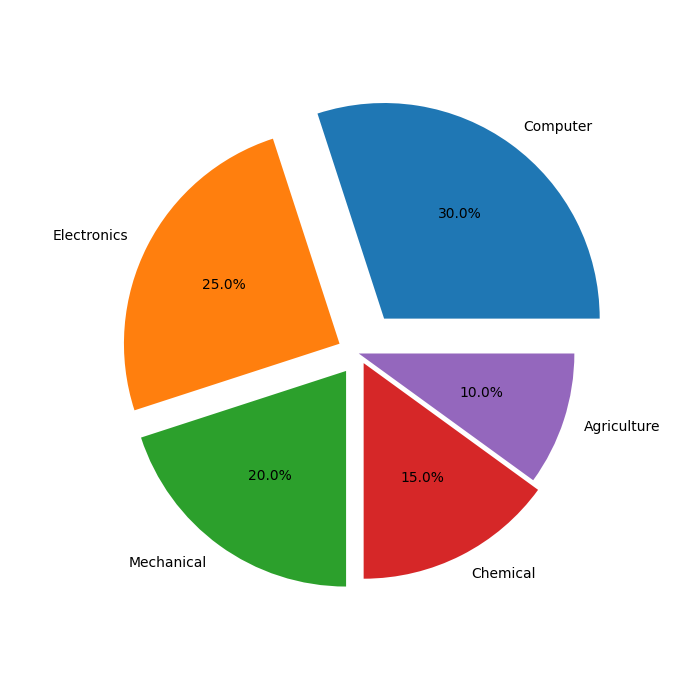 Computer
30.0%
Electronics
25.0%
10.0%
Agriculture
20.0%
15.0%
Mechanical
Chemical